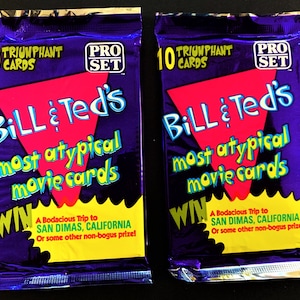 TRIUMPHANT
CARDS
PRO
SET
Bill & Ted's
most atypical
movie cards
WIN
A Bodacious Trip to
SAN DIMAS, CALIFORNIA
Or some other non-bogus prize!
10 TRIUMPHANT
CARDS
PRO
SET
Bill & Ted's
most atypical
movie cards
WIN
A Bodacious Trip to
SAN DIMAS, CALIFORNIA
Or some other non-bogus prize!